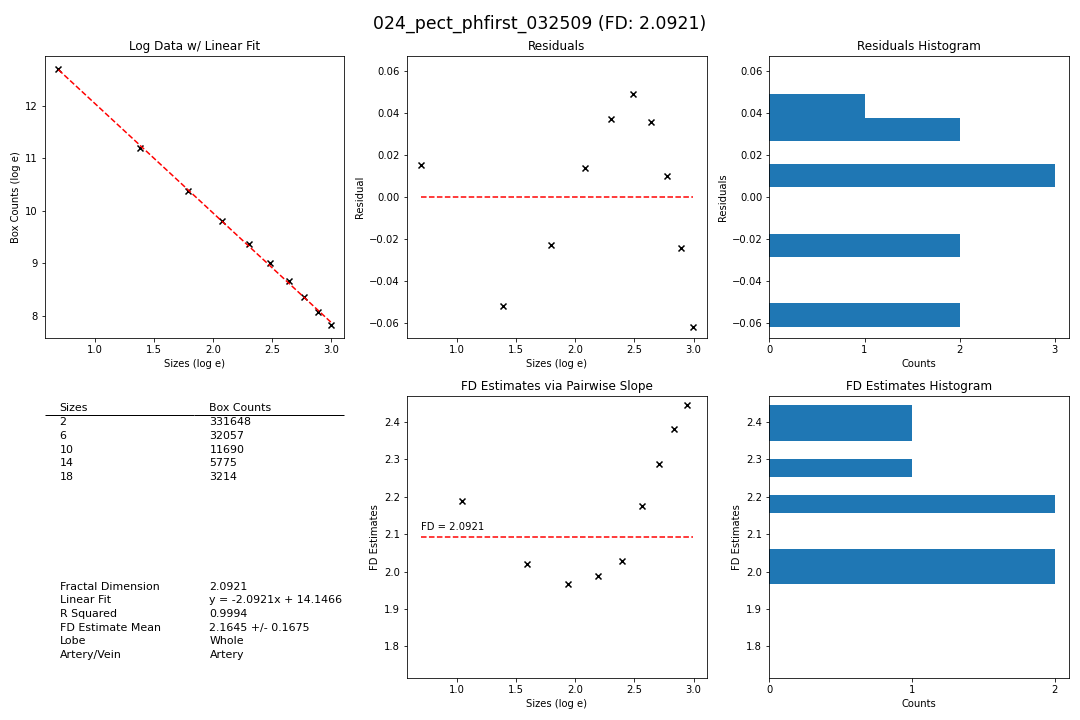 024_pect_phfirst_032509 (FD: 2.0921)
Log Data w/ Linear Fit
Box Counts (log e)
12
11
10
9
8
1.0 1.5 2.0 2.5 3.0
Sizes (log e)
Residuals
Residual
0.06
0.04
0.02
0.00
−0.02
−0.04
−0.06
1.0 1.5 2.0 2.5 3.0
Sizes (log e)
Residuals Histogram
Residuals
0.06
0.04
0.02
0.00
−0.02
−0.04
−0.06
0 1 2 3
Counts
Sizes Box Counts
2 331648
6 32057
10 11690
14 5775
18 3214
Fractal Dimension 2.0921
Linear Fit y = -2.0921x + 14.1466
R Squared 0.9994
FD Estimate Mean 2.1645 +/- 0.1675
Lobe Whole
Artery/Vein Artery
FD Estimates via Pairwise Slope
FD Estimates
2.4
2.3
2.2
2.1
2.0
1.9
1.8
FD = 2.0921
1.0 1.5 2.0 2.5 3.0
Sizes (log e)
FD Estimates Histogram
FD Estimates
2.4
2.3
2.2
2.1
2.0
1.9
1.8
0 1 2
Counts